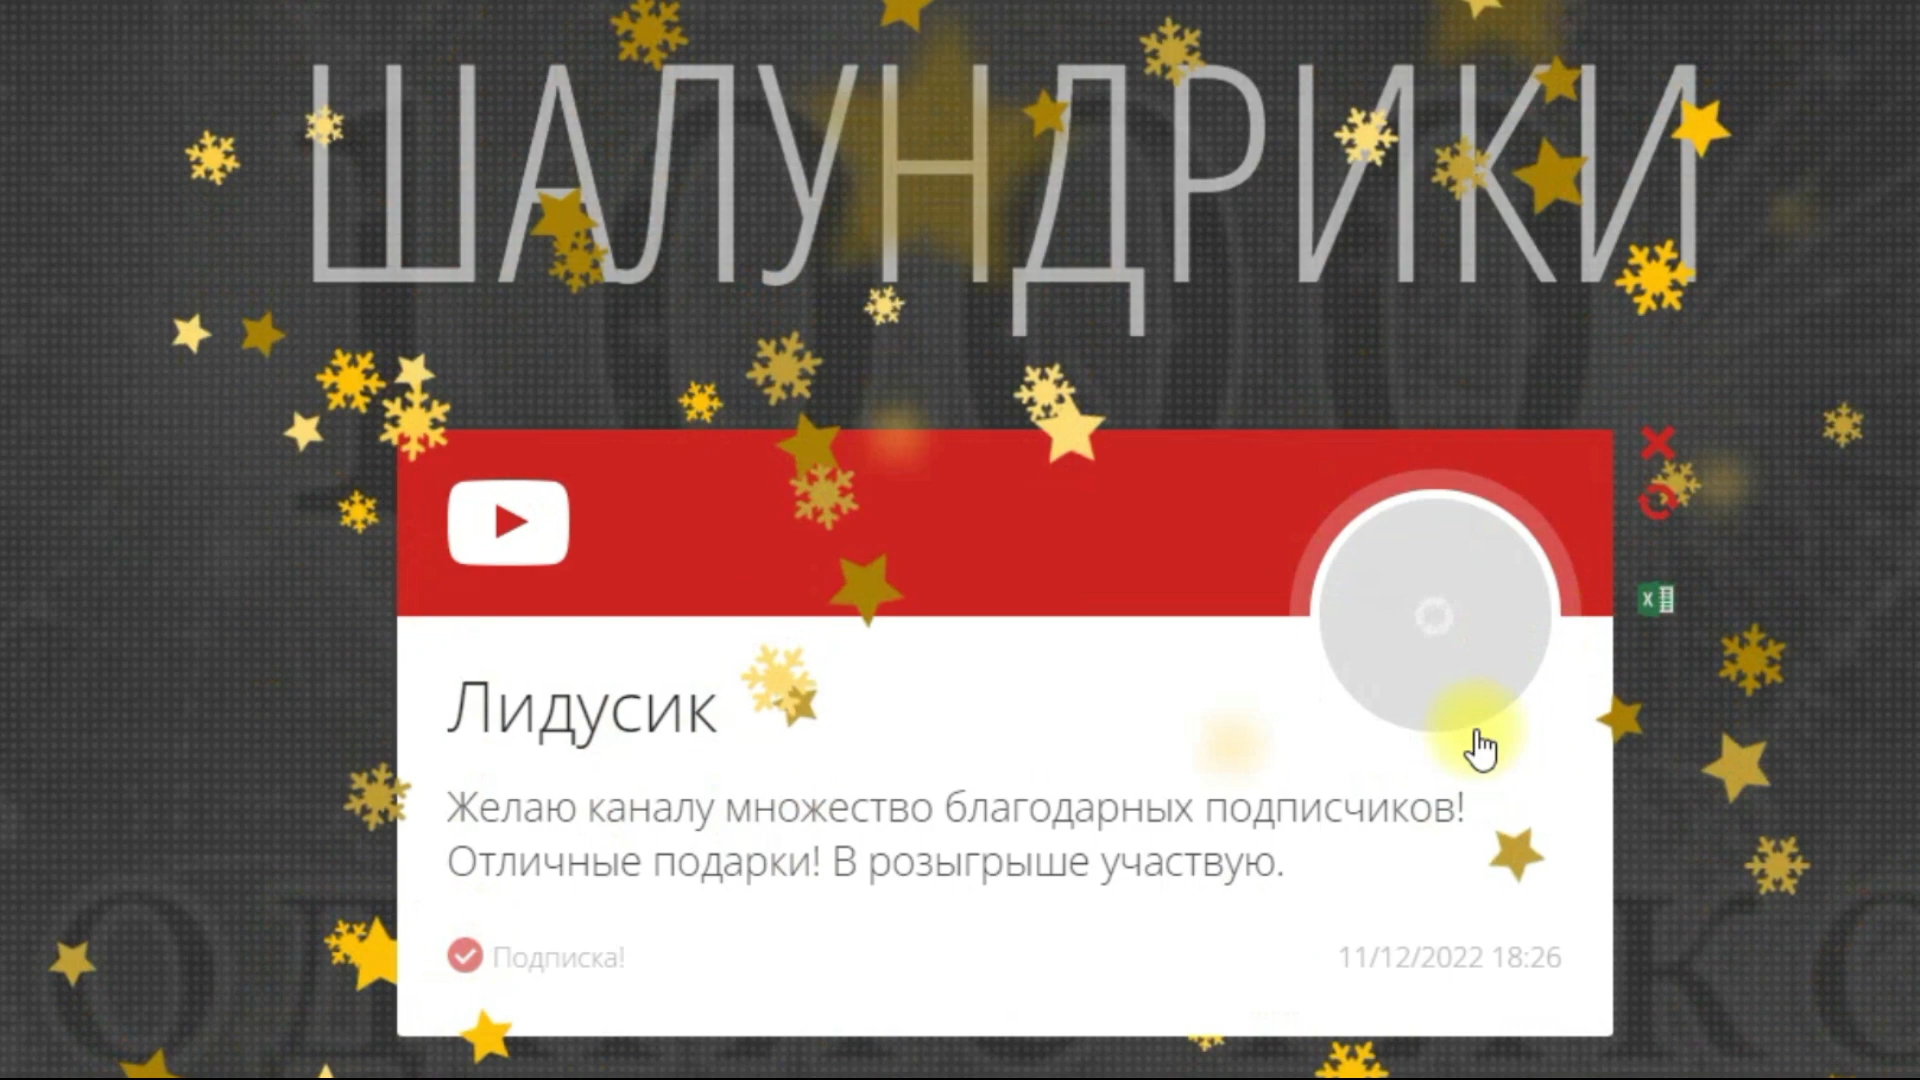 ШАЛУНДРИКИ
Лидусик
Желаю каналу множество благодарных подписчиков!
Отличные подарки! В розыгрыше участвую.
Подписка!
11/12/2022 18:26